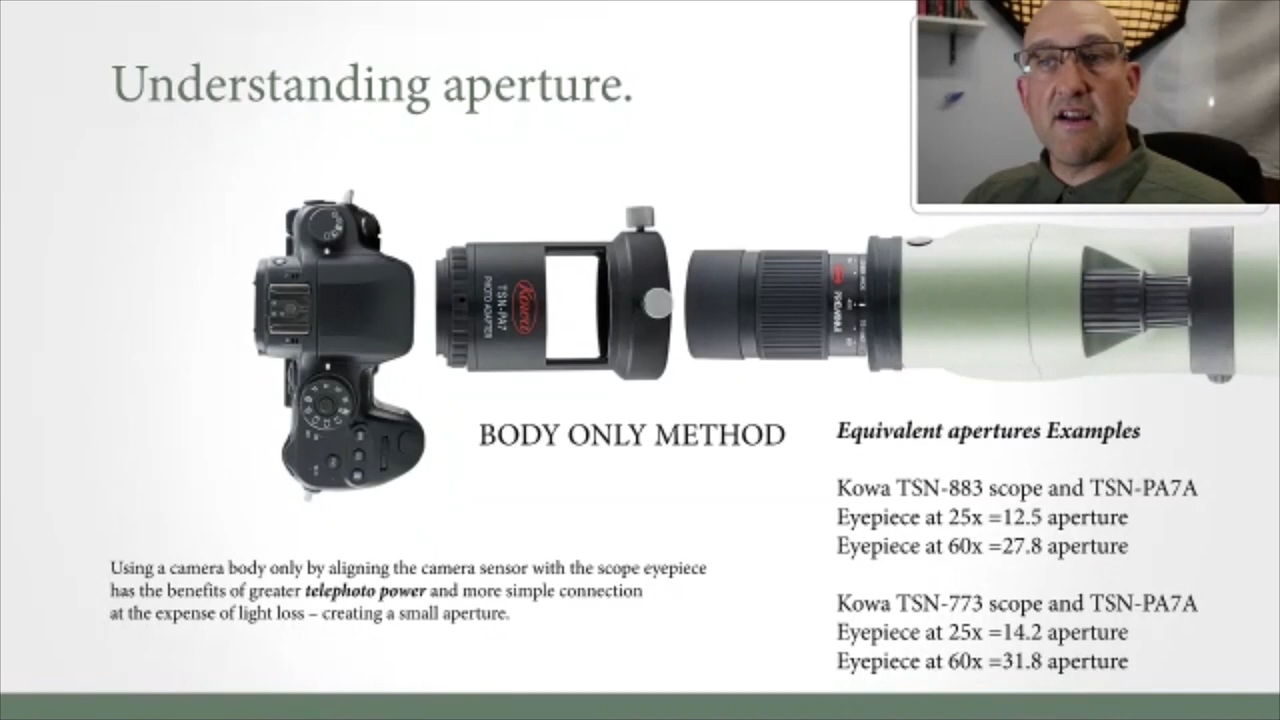 Understanding aperture.
Kowa
TSN-PA7
PHOTO ADAPTER
BODY ONLY METHOD
Equivalent apertures Examples
Kowa TSN-883 scope and TSN-PA7A
Eyepiece at 25x =12.5 aperture
Eyepiece at 60x =27.8 aperture
Using a camera body only by aligning the camera sensor with the scope eyepiece
has the benefits of greater telephoto power and more simple connection
at the expense of light loss – creating a small aperture.
Kowa TSN-773 scope and TSN-PA7A
Eyepiece at 25x =14.2 aperture
Eyepiece at 60x =31.8 aperture